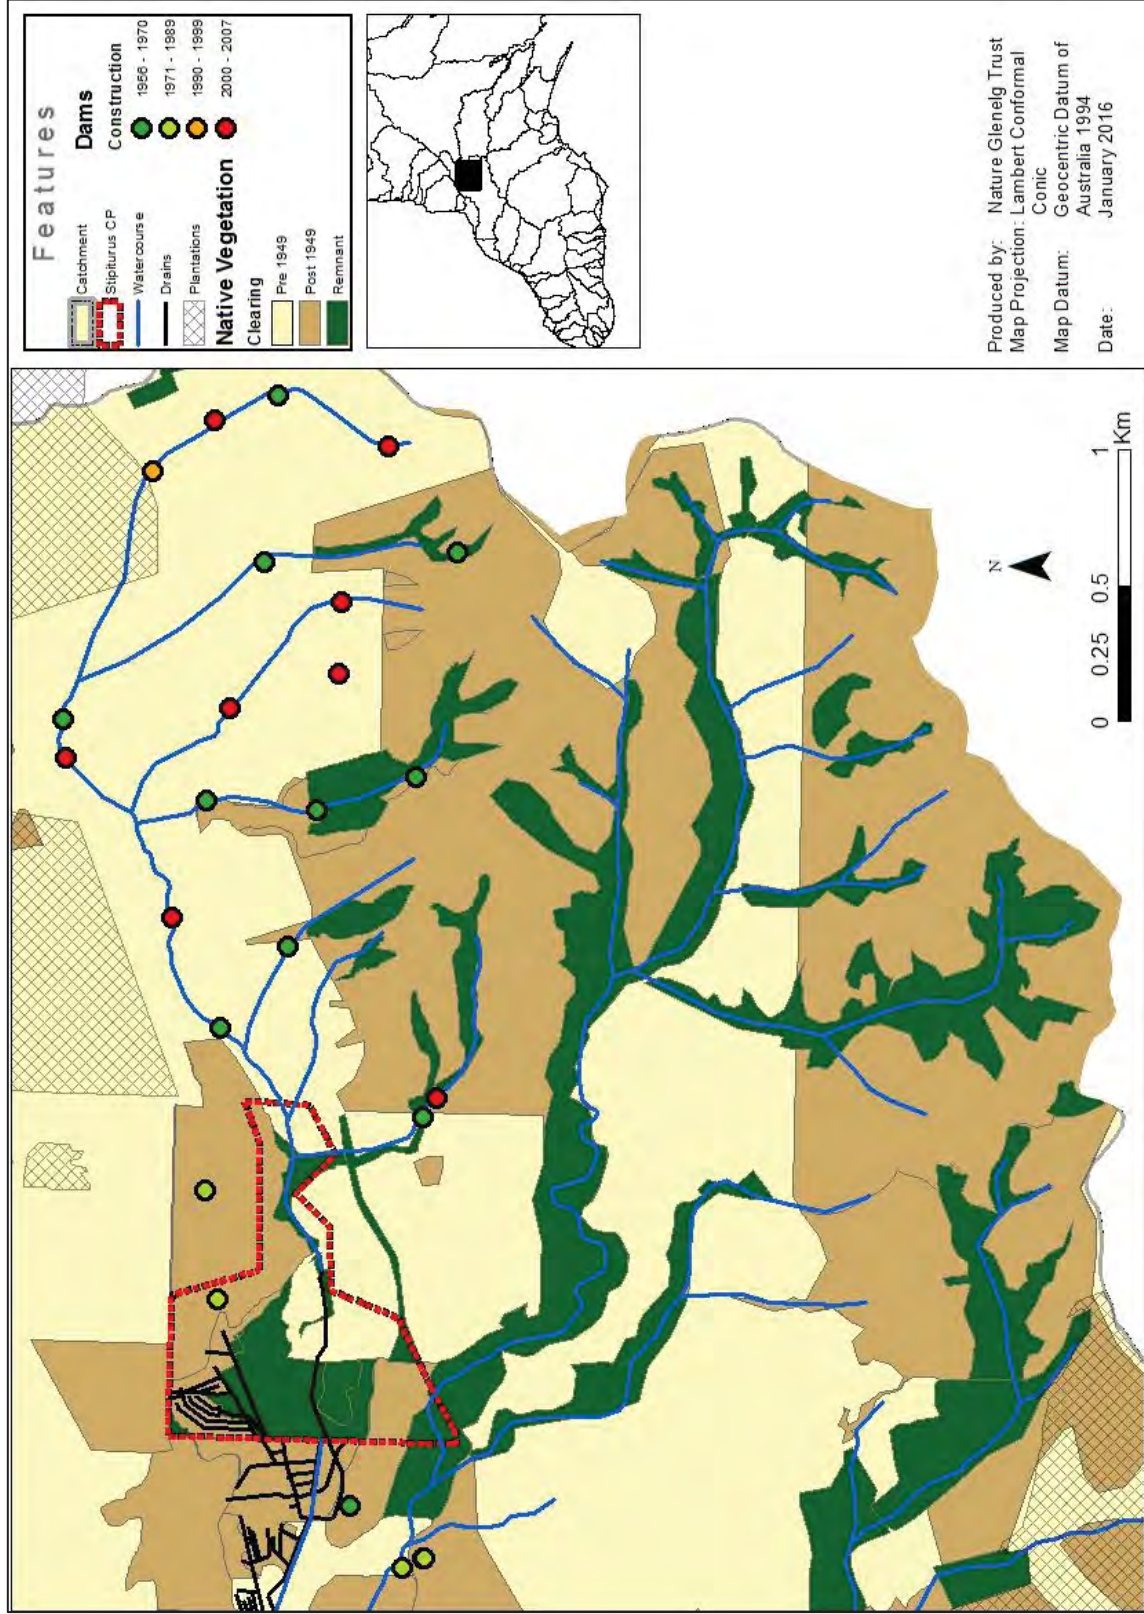 Features
Catchment
Stipiturus CP
Watercourse
Drains
Plantations
Native Vegetation
Clearing
Pre 1949
Post 1949
Remnant
Dams
Construction
1956 - 1970
1971 - 1989
1990 - 1999
2000 - 2007
N
0 0.25 0.5 1
Km
Produced by: Nature Glenelg Trust
Map Projection: Lambert Conformal
Conic
Map Datum: Geocentric Datum of
Australia 1994
Date: January 2016